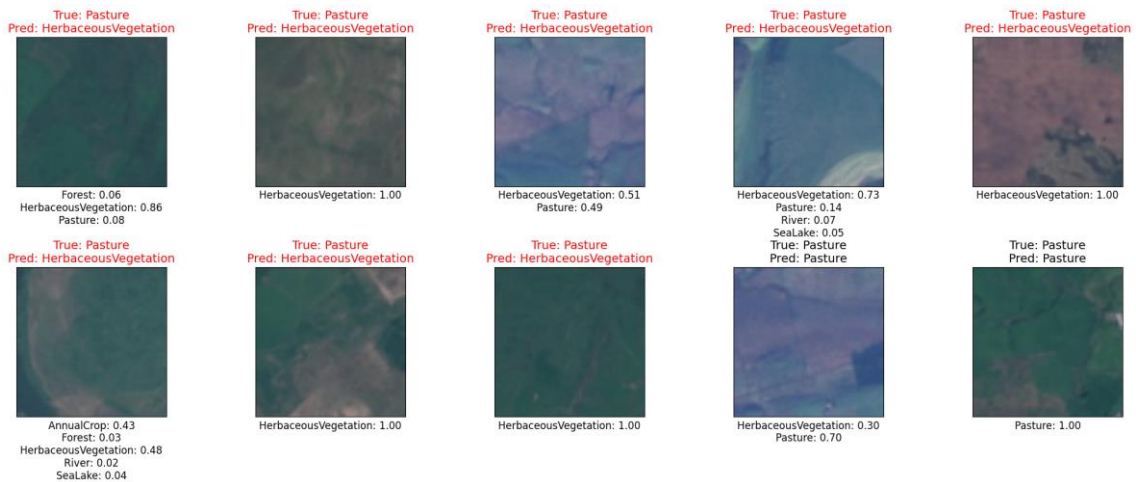 True: Pasture
Pred: HerbaceousVegetation
Forest: 0.06
HerbaceousVegetation: 0.86
Pasture: 0.08
True: Pasture
Pred: HerbaceousVegetation
HerbaceousVegetation: 1.00
True: Pasture
Pred: HerbaceousVegetation
HerbaceousVegetation: 0.51
Pasture: 0.49
True: Pasture
Pred: HerbaceousVegetation
HerbaceousVegetation: 0.73
Pasture: 0.14
River: 0.07
SeaLake: 0.05
True: Pasture
Pred: HerbaceousVegetation
HerbaceousVegetation: 1.00
True: Pasture
Pred: HerbaceousVegetation
AnnualCrop: 0.43
Forest: 0.03
HerbaceousVegetation: 0.48
River: 0.02
SeaLake: 0.04
True: Pasture
Pred: HerbaceousVegetation
HerbaceousVegetation: 1.00
True: Pasture
Pred: HerbaceousVegetation
HerbaceousVegetation: 1.00
True: Pasture
Pred: Pasture
HerbaceousVegetation: 0.30
Pasture: 0.70
True: Pasture
Pred: Pasture
Pasture: 1.00